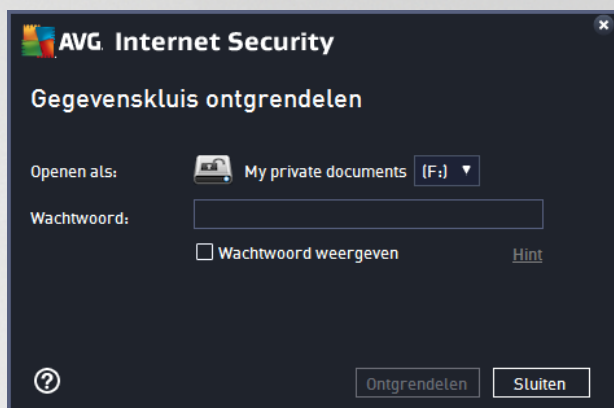 AVG. Internet Security
Gegevenskluis ontgrendelen
Openen als: My private documents (F:) ▼
Wachtwoord:
Wachtwoord weergeven Hint
? Ontgrendelen Sluiten